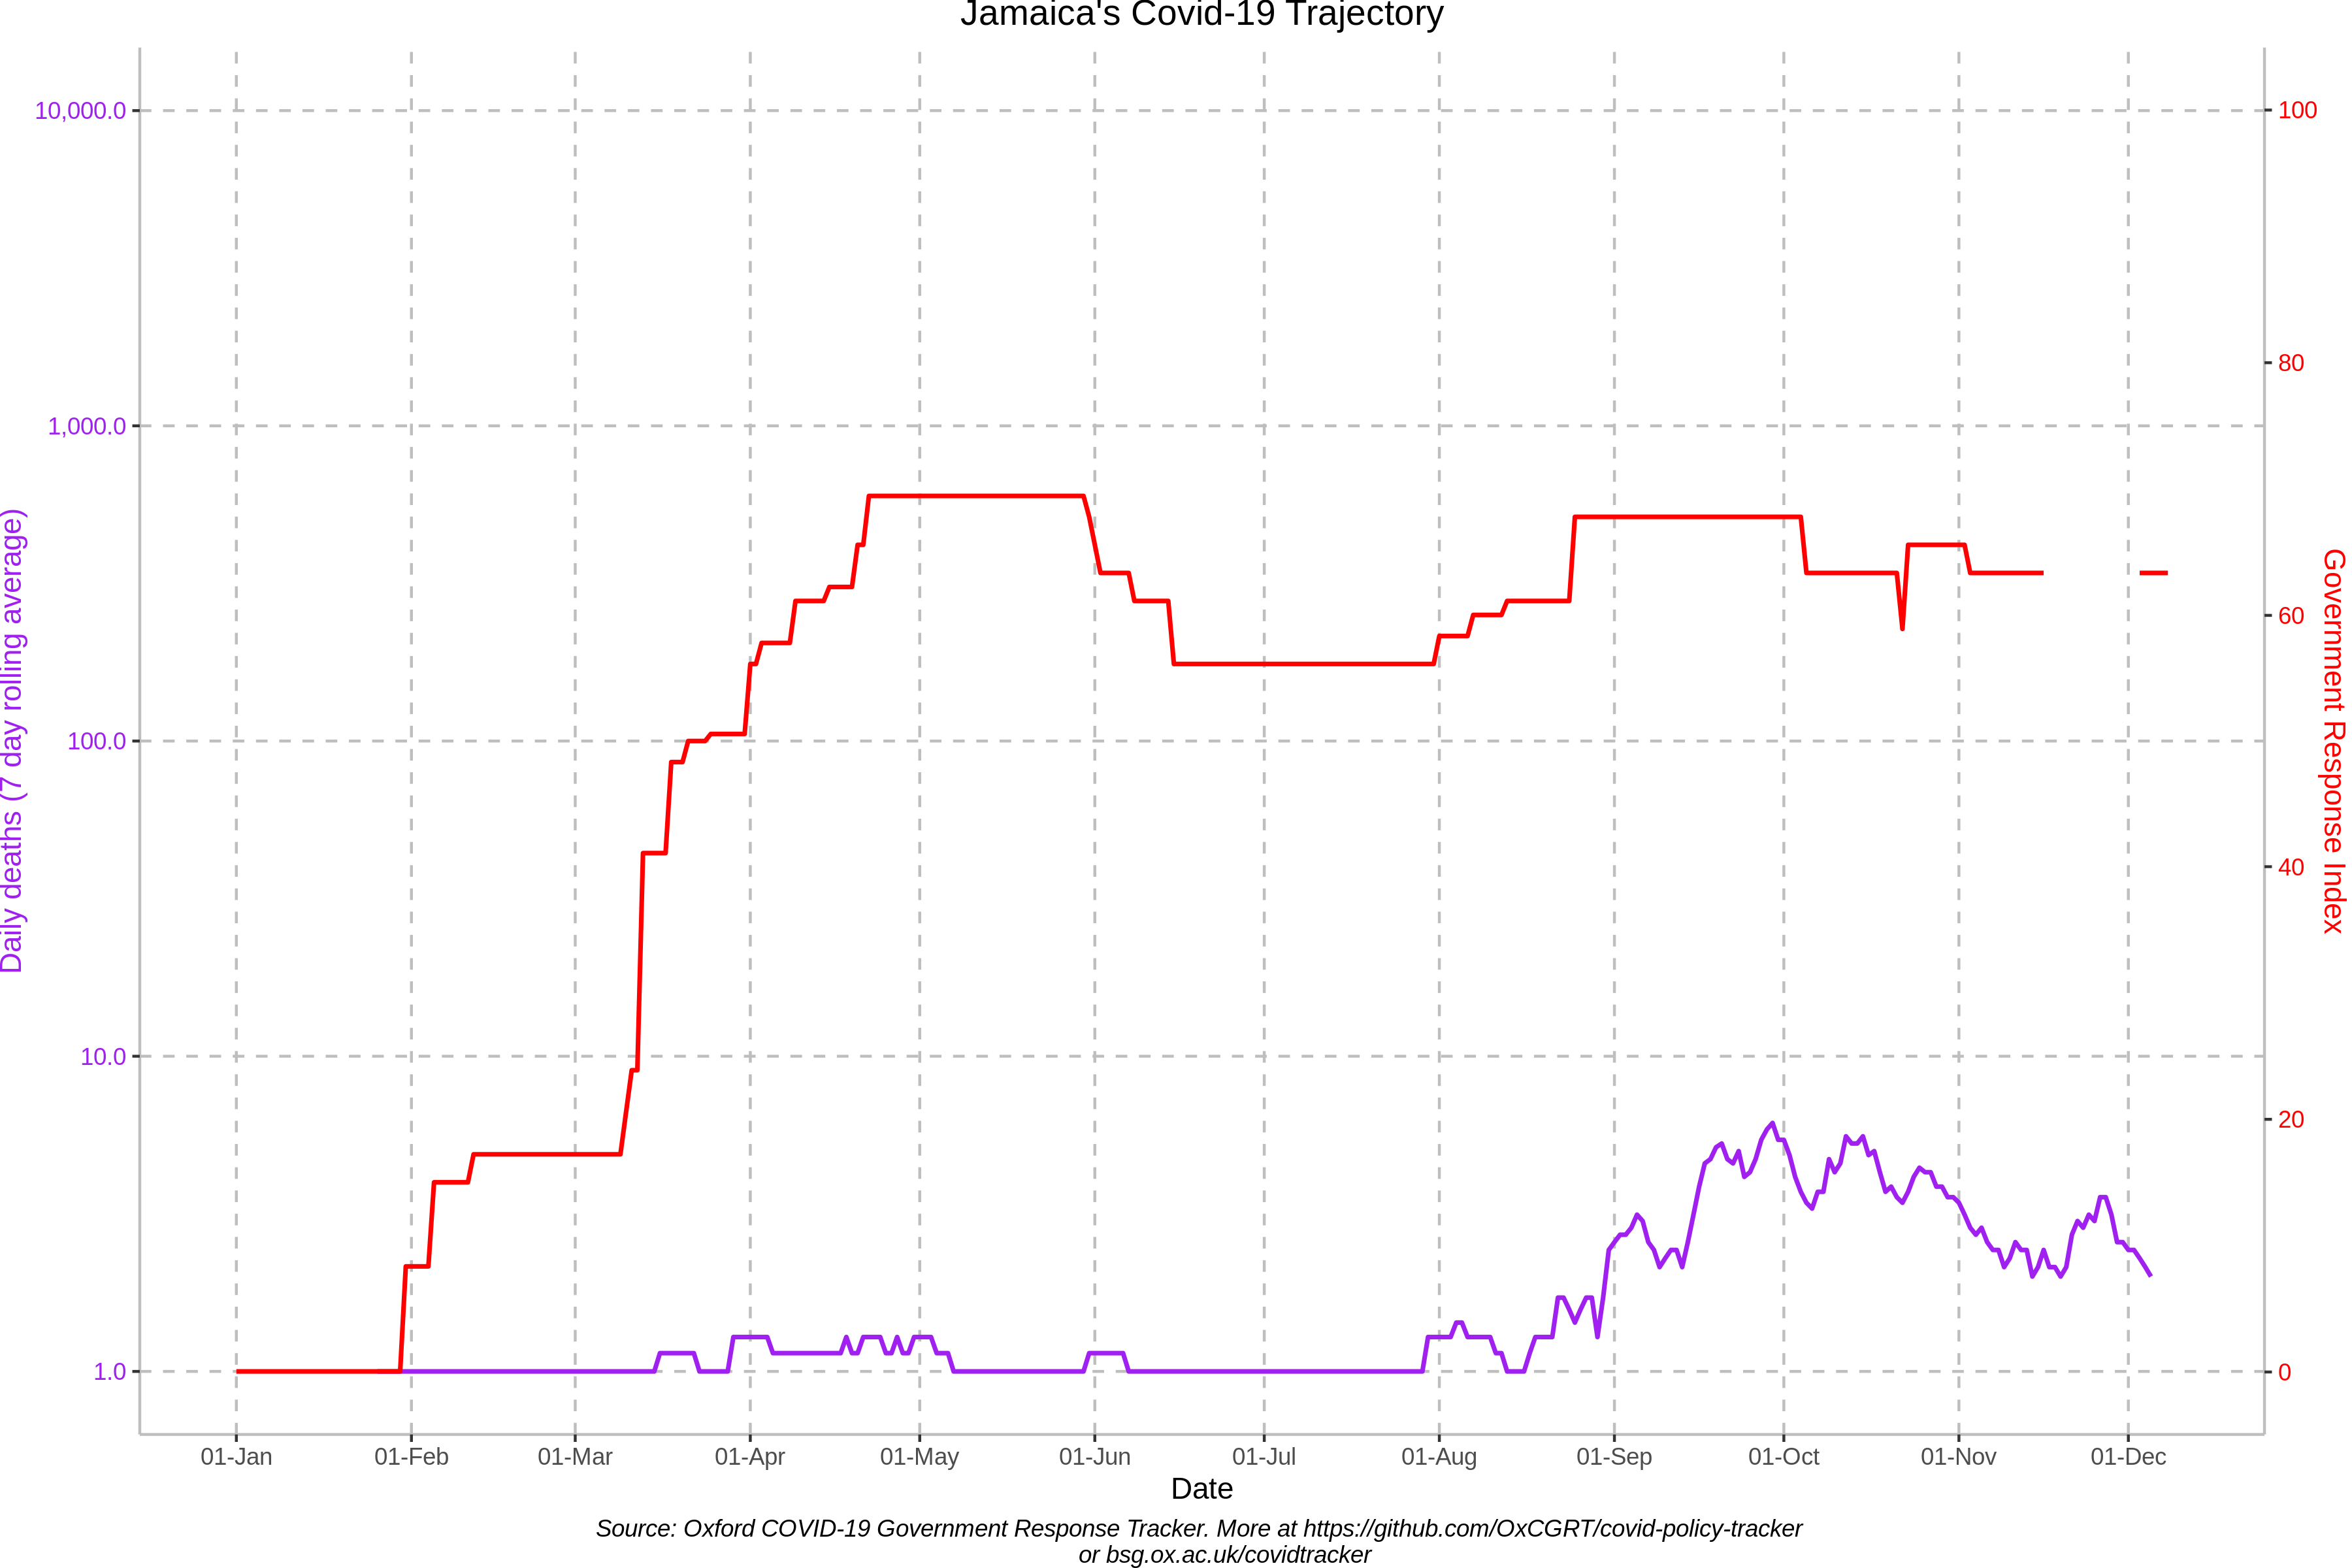 Jamaica's Covid-19 Trajectory
10,000.0
1,000.0
100.0
10.0
1.0
Daily deaths (7 day rolling average)
100
80
60
40
20
0
Government Response Index
01-Jan 01-Feb 01-Mar 01-Apr 01-May 01-Jun 01-Jul 01-Aug 01-Sep 01-Oct 01-Nov 01-Dec
Date
Source: Oxford COVID-19 Government Response Tracker. More at https://github.com/OxCGRT/covid-policy-tracker
or bsg.ox.ac.uk/covidtracker